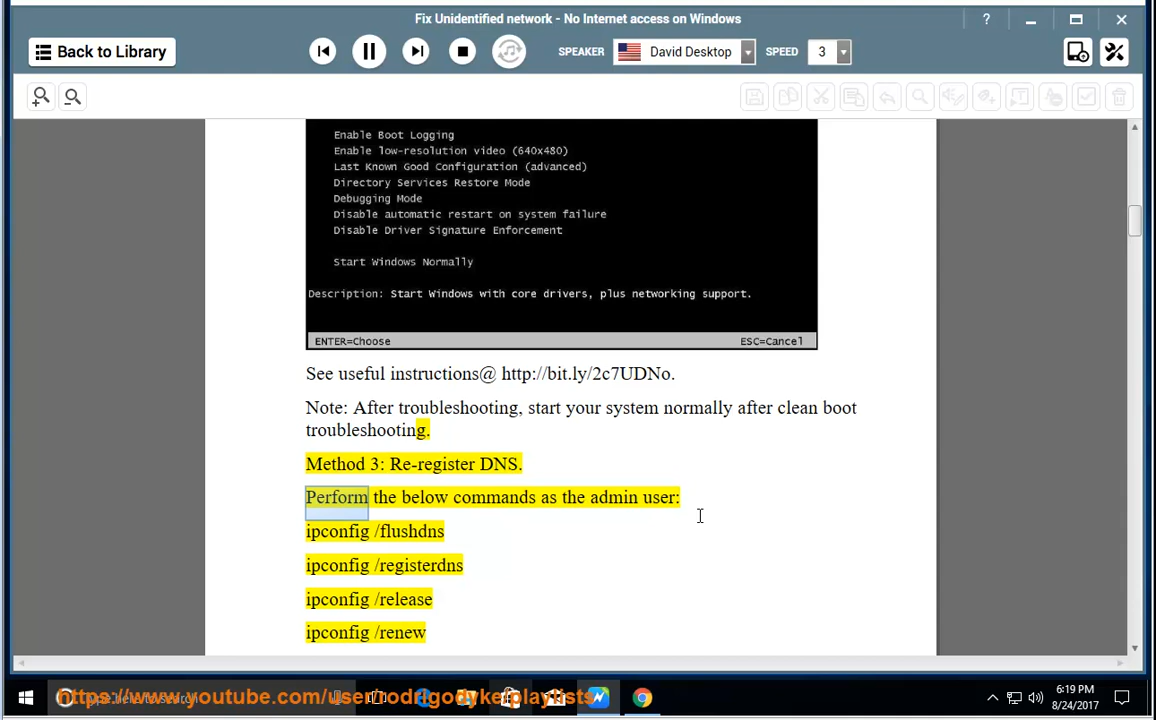 Fix Unidentified network - No Internet access on Windows
?
Back to Library
SPEAKER
David Desktop
SPEED
3
Enable Boot Logging
Enable low-resolution video (640x480)
Last Known Good Configuration (advanced)
Directory Services Restore Mode
Debugging Mode
Disable automatic restart on system failure
Disable Driver Signature Enforcement
Start Windows Normally
Description: Start Windows with core drivers, plus networking support.
ENTER=Choose ESC=Cancel
See useful instructions@ http://bit.ly/2c7UDNo.
Note: After troubleshooting, start your system normally after clean boot
troubleshooting.
Method 3: Re-register DNS.
Perform the below commands as the admin user:
ipconfig /flushdns
ipconfig /registerdns
ipconfig /release
ipconfig /renew
Type here to search
6:19 PM
8/24/2017